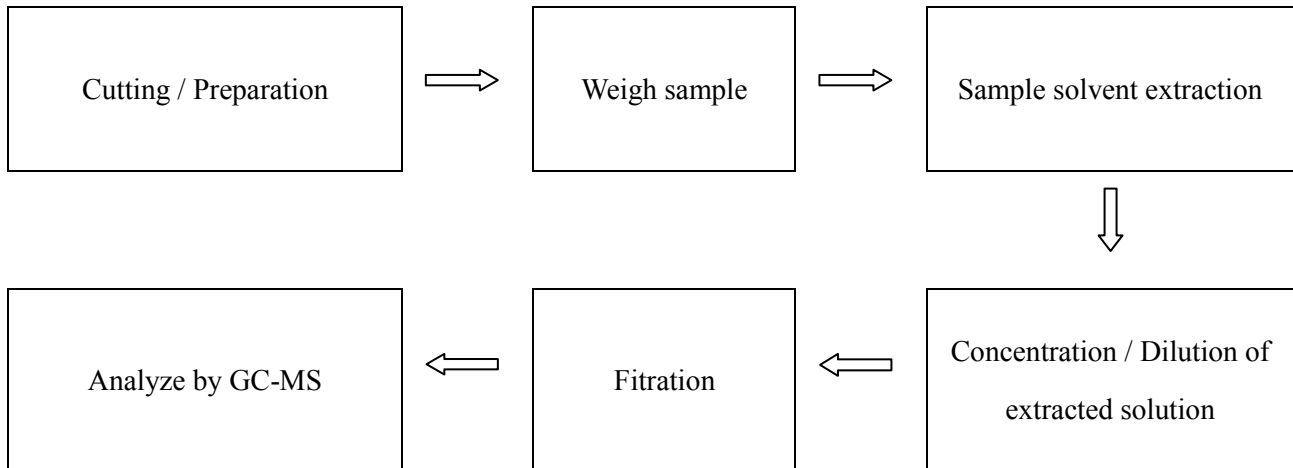 Cutting / Preparation
Weigh sample
Sample solvent extraction
Concentration / Dilution of
extracted solution
Fitration
Analyze by GC-MS